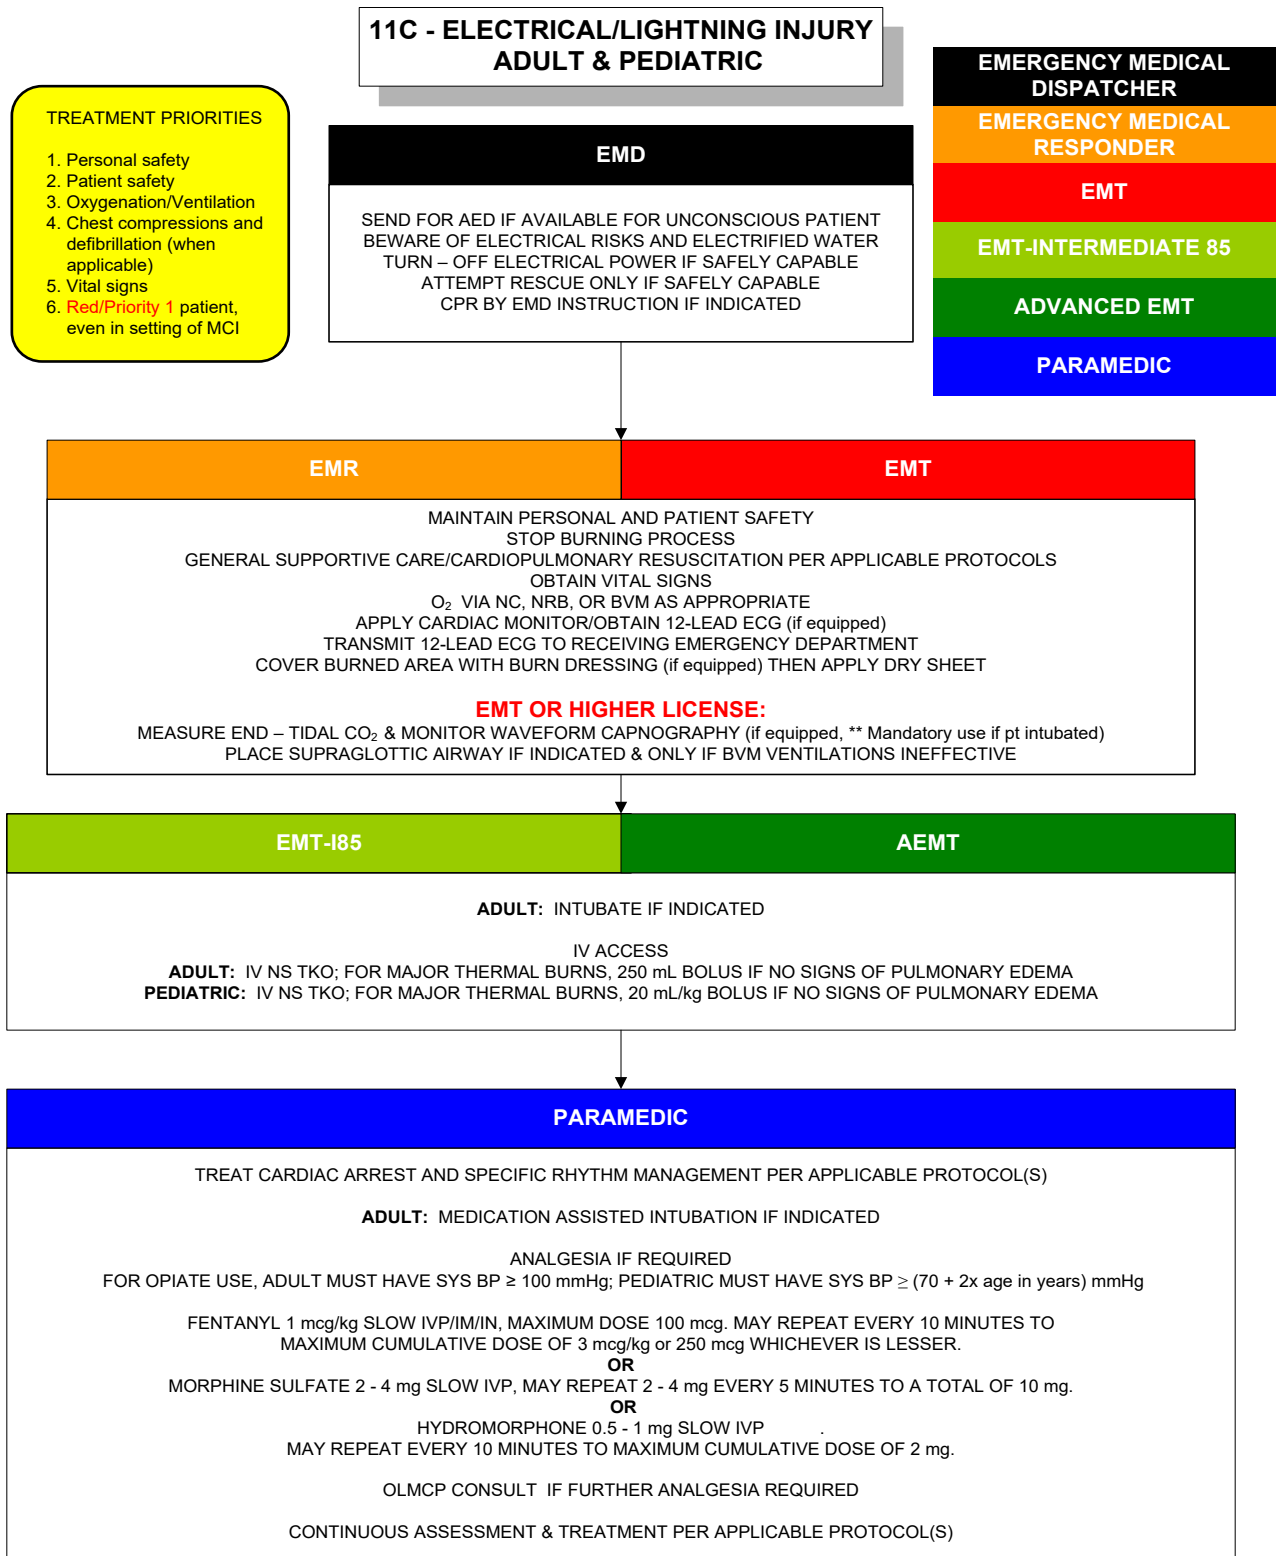 11C - ELECTRICAL/LIGHTNING INJURY
ADULT & PEDIATRIC
TREATMENT PRIORITIES
1. Personal safety
2. Patient safety
3. Oxygenation/Ventilation
4. Chest compressions and
defibrillation (when
applicable)
5. Vital signs
6. Red/Priority 1 patient,
even in setting of MCI
EMERGENCY MEDICAL
DISPATCHER
EMERGENCY MEDICAL
RESPONDER
EMT
EMT-INTERMEDIATE 85
ADVANCED EMT
PARAMEDIC
EMD
SEND FOR AED IF AVAILABLE FOR UNCONSCIOUS PATIENT
BEWARE OF ELECTRICAL RISKS AND ELECTRIFIED WATER
TURN – OFF ELECTRICAL POWER IF SAFELY CAPABLE
ATTEMPT RESCUE ONLY IF SAFELY CAPABLE
CPR BY EMD INSTRUCTION IF INDICATED
EMR
EMT
MAINTAIN PERSONAL AND PATIENT SAFETY
STOP BURNING PROCESS
GENERAL SUPPORTIVE CARE/CARDIOPULMONARY RESUSCITATION PER APPLICABLE PROTOCOLS
OBTAIN VITAL SIGNS
O₂ VIA NC, NRB, OR BVM AS APPROPRIATE
APPLY CARDIAC MONITOR/OBTAIN 12-LEAD ECG (if equipped)
TRANSMIT 12-LEAD ECG TO RECEIVING EMERGENCY DEPARTMENT
COVER BURNED AREA WITH BURN DRESSING (if equipped) THEN APPLY DRY SHEET
EMT OR HIGHER LICENSE:
MEASURE END – TIDAL CO₂ & MONITOR WAVEFORM CAPNOGRAPHY (if equipped, ** Mandatory use if pt intubated)
PLACE SUPRAGLOTTIC AIRWAY IF INDICATED & ONLY IF BVM VENTILATIONS INEFFECTIVE
EMT-I85
AEMT
ADULT: INTUBATE IF INDICATED
IV ACCESS
ADULT: IV NS TKO; FOR MAJOR THERMAL BURNS, 250 mL BOLUS IF NO SIGNS OF PULMONARY EDEMA
PEDIATRIC: IV NS TKO; FOR MAJOR THERMAL BURNS, 20 mL/kg BOLUS IF NO SIGNS OF PULMONARY EDEMA
PARAMEDIC
TREAT CARDIAC ARREST AND SPECIFIC RHYTHM MANAGEMENT PER APPLICABLE PROTOCOL(S)
ADULT: MEDICATION ASSISTED INTUBATION IF INDICATED
ANALGESIA IF REQUIRED
FOR OPIATE USE, ADULT MUST HAVE SYS BP ≥ 100 mmHg; PEDIATRIC MUST HAVE SYS BP ≥ (70 + 2x age in years) mmHg
FENTANYL 1 mcg/kg SLOW IVP/IM/IN, MAXIMUM DOSE 100 mcg. MAY REPEAT EVERY 10 MINUTES TO
MAXIMUM CUMULATIVE DOSE OF 3 mcg/kg or 250 mcg WHICHEVER IS LESSER.
OR
MORPHINE SULFATE 2 - 4 mg SLOW IVP, MAY REPEAT 2 - 4 mg EVERY 5 MINUTES TO A TOTAL OF 10 mg.
OR
HYDROMORPHONE 0.5 - 1 mg SLOW IVP .
MAY REPEAT EVERY 10 MINUTES TO MAXIMUM CUMULATIVE DOSE OF 2 mg.
OLMCP CONSULT IF FURTHER ANALGESIA REQUIRED
CONTINUOUS ASSESSMENT & TREATMENT PER APPLICABLE PROTOCOL(S)